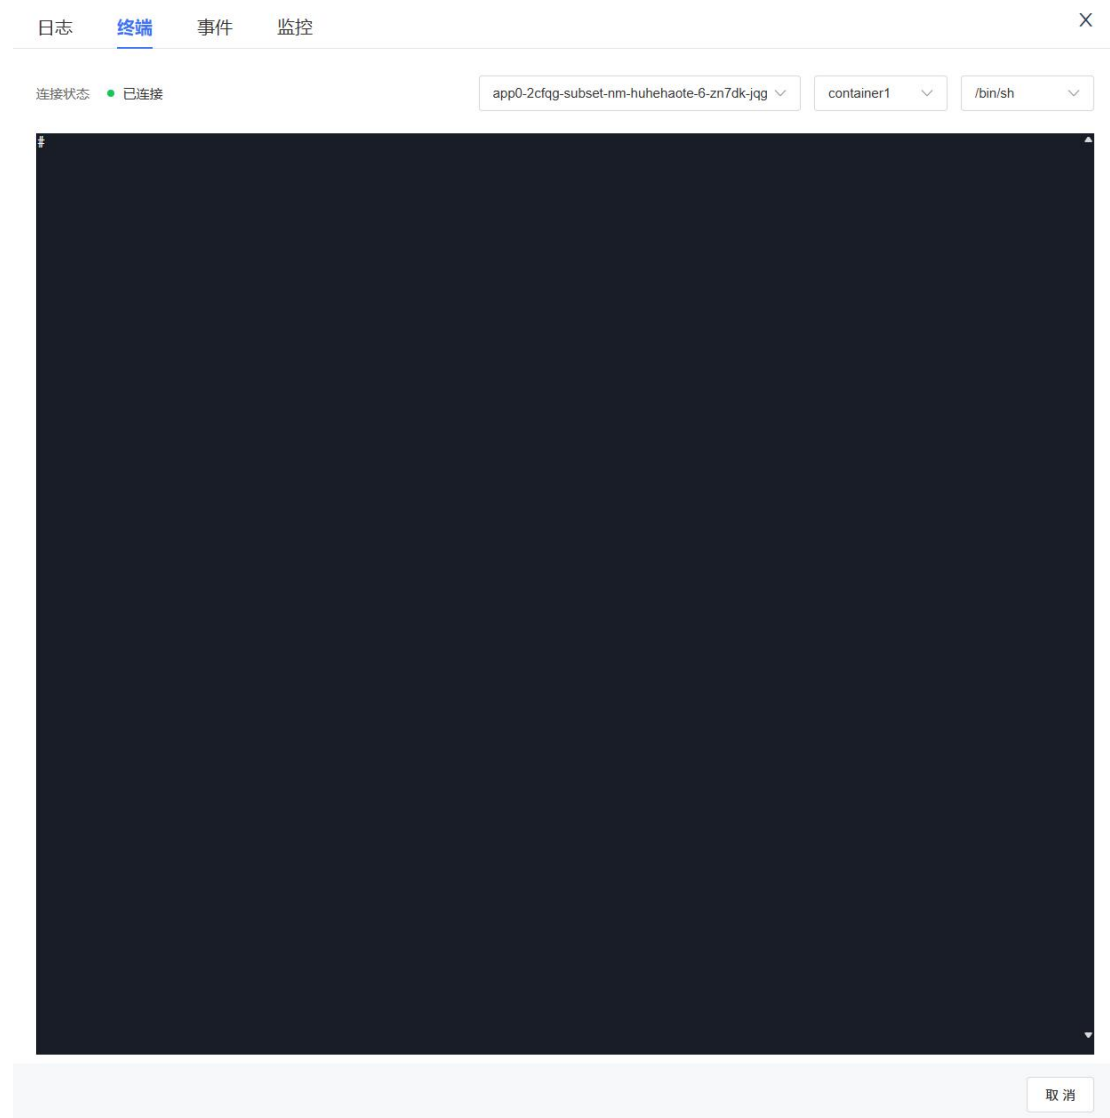 日志 终端 事件 监控 X
连接状态 已连接 app0-2cfqg-subset-nm-huhehaote-6-zn7dk-jqg container1 /bin/sh
#
取 消